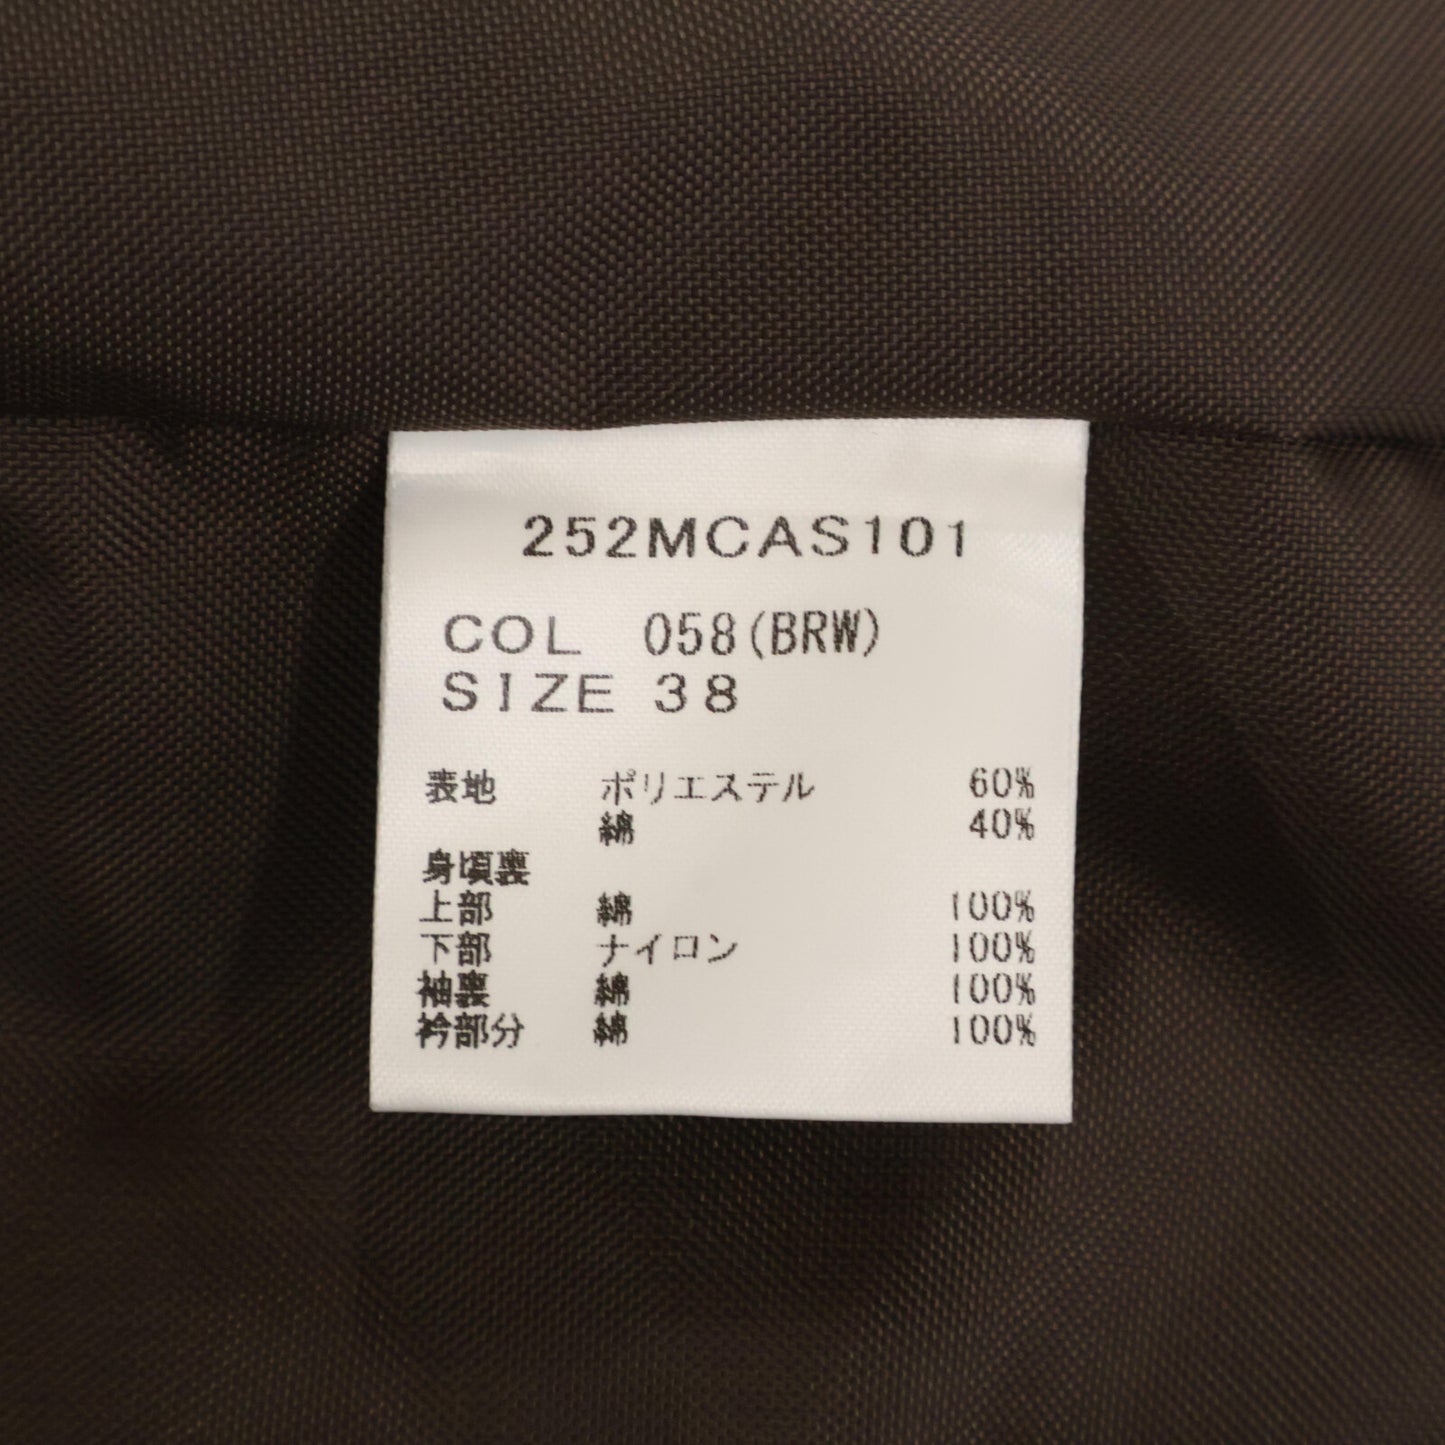 252MCAS101
COL 058(BRW)
SIZE 38
表地 ポリエステル 60%
綿 40%
身頃裏
上部 綿 100%
下部 ナイロン 100%
袖裏 綿 100%
衿部分 綿 100%